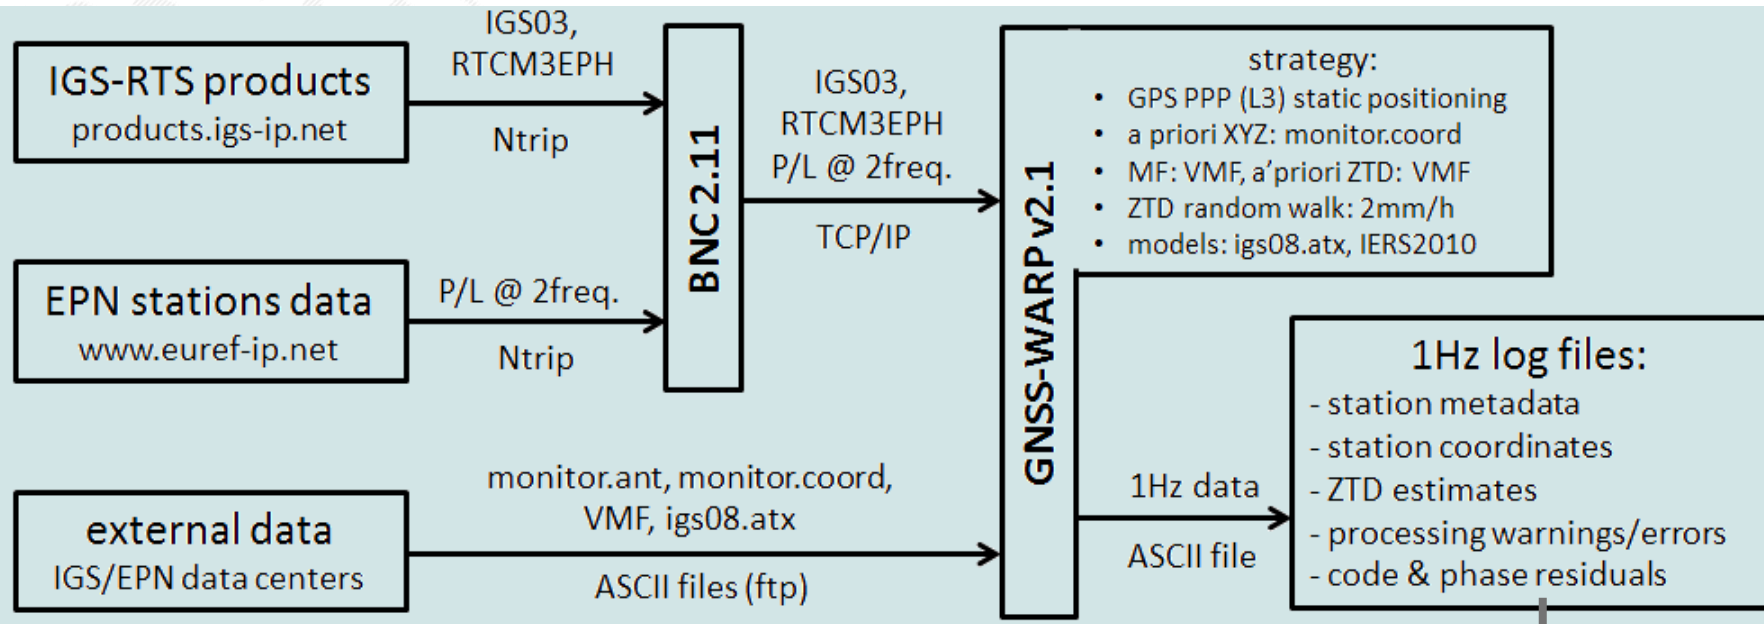 IGS-RTS products
products.igs-ip.net
IGS03,
RTCM3EPH
Ntrip
EPN stations data
www.euref-ip.net
P/L @ 2freq.
Ntrip
external data
IGS/EPN data centers
monitor.ant, monitor.coord,
VMF, igs08.atx
ASCII files (ftp)
BNC 2.11
IGS03,
RTCM3EPH
P/L @ 2freq.
TCP/IP
GNSS-WARP v2.1
strategy:
• GPS PPP (L3) static positioning
• a priori XYZ: monitor.coord
• MF: VMF, a'priori ZTD: VMF
• ZTD random walk: 2mm/h
• models: igs08.atx, IERS2010
1Hz data
ASCII file
1Hz log files:
- station metadata
- station coordinates
- ZTD estimates
- processing warnings/errors
- code & phase residuals